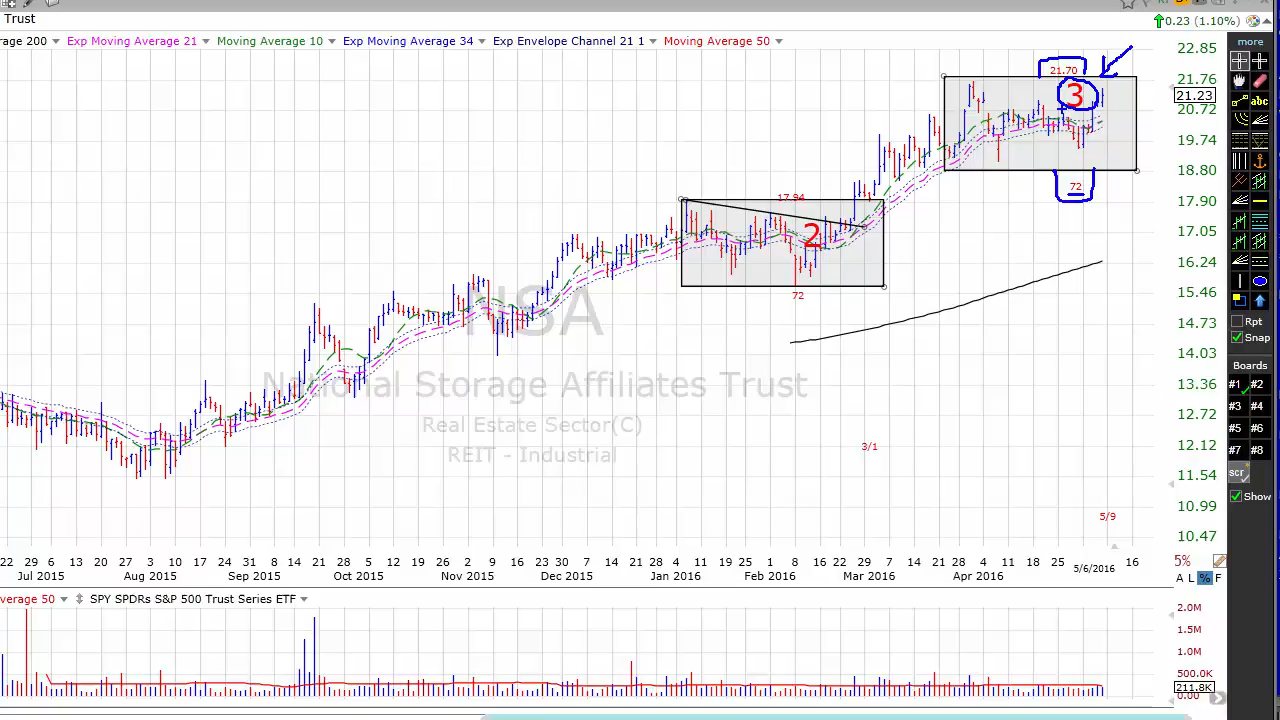 Trust
0.23 (1.10%)
rage 200 Exp Moving Average 21 Moving Average 10 Exp Moving Average 34 Exp Envelope Channel 21 1 Moving Average 50
more
22.85
21.76
21.23
20.72
19.74
18.80
17.90
17.05
16.24
15.46
14.73
14.03
13.36
12.72
12.12
11.54
10.99
10.47
21.70
3
72
17.94
2
72
NSA
National Storage Affiliates Trust
Real Estate Sector(C)
REIT - Industrial
3/1
5/9
abc
Rpt
Snap
Boards
#1 #2
#3 #4
#5 #6
#7 #8
scr
Show
22 29 6 13 20 27 3 10 17 24 31 8 14 21 28 5 12 19 26 2 9 16 23 30 7 14 21 28 4 11 19 25 1 8 16 22 29 7 14 21 28 4 11 18 25 5/6/2016 16
Jul 2015 Aug 2015 Sep 2015 Oct 2015 Nov 2015 Dec 2015 Jan 2016 Feb 2016 Mar 2016 Apr 2016
5%
A L % F
verage 50 SPY SPDRs S&P 500 Trust Series ETF
2.0M
1.5M
1.0M
500.0K
211.8K
0.00